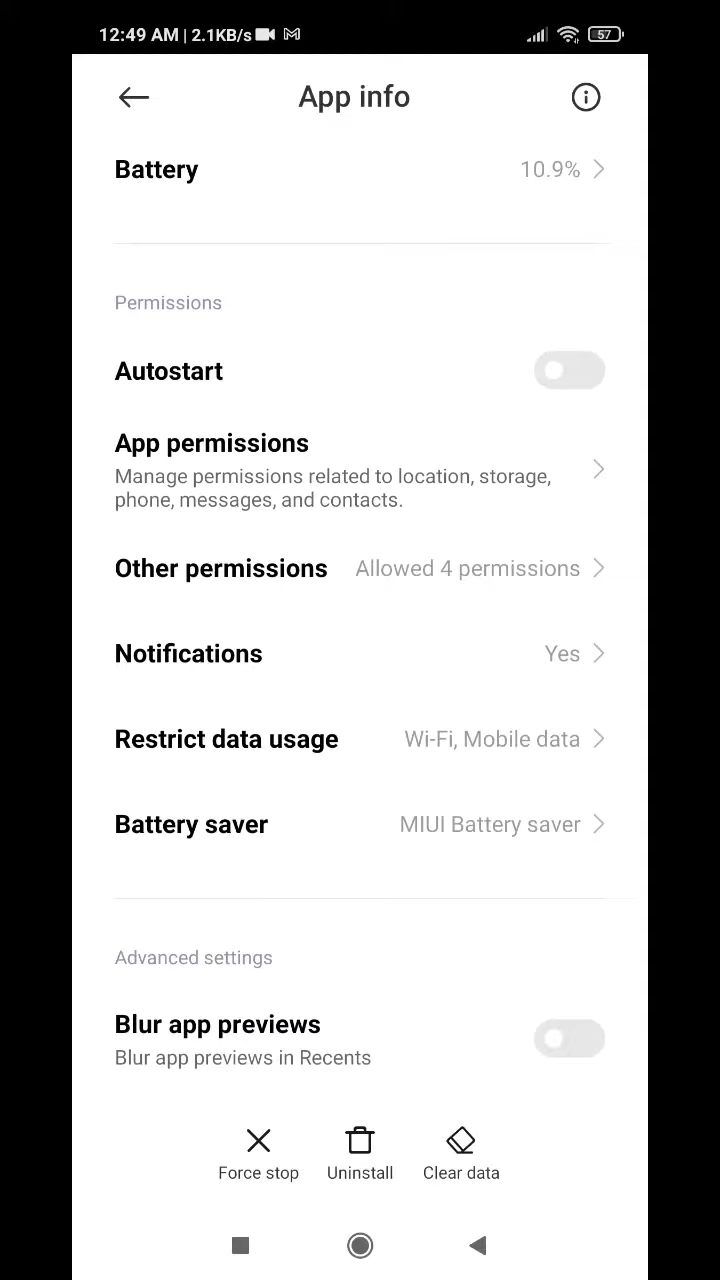 12:49 AM | 2.1KB/s
57
App info
Battery 10.9%
Permissions
Autostart
App permissions
Manage permissions related to location, storage,
phone, messages, and contacts.
Other permissions Allowed 4 permissions
Notifications Yes
Restrict data usage Wi-Fi, Mobile data
Battery saver MIUI Battery saver
Advanced settings
Blur app previews
Blur app previews in Recents
Force stop Uninstall Clear data